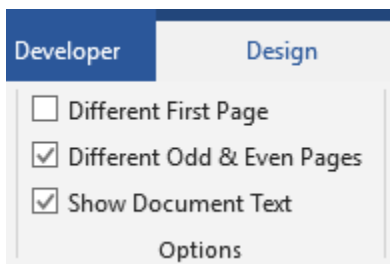 Developer Design
Different First Page
Different Odd & Even Pages
Show Document Text
Options